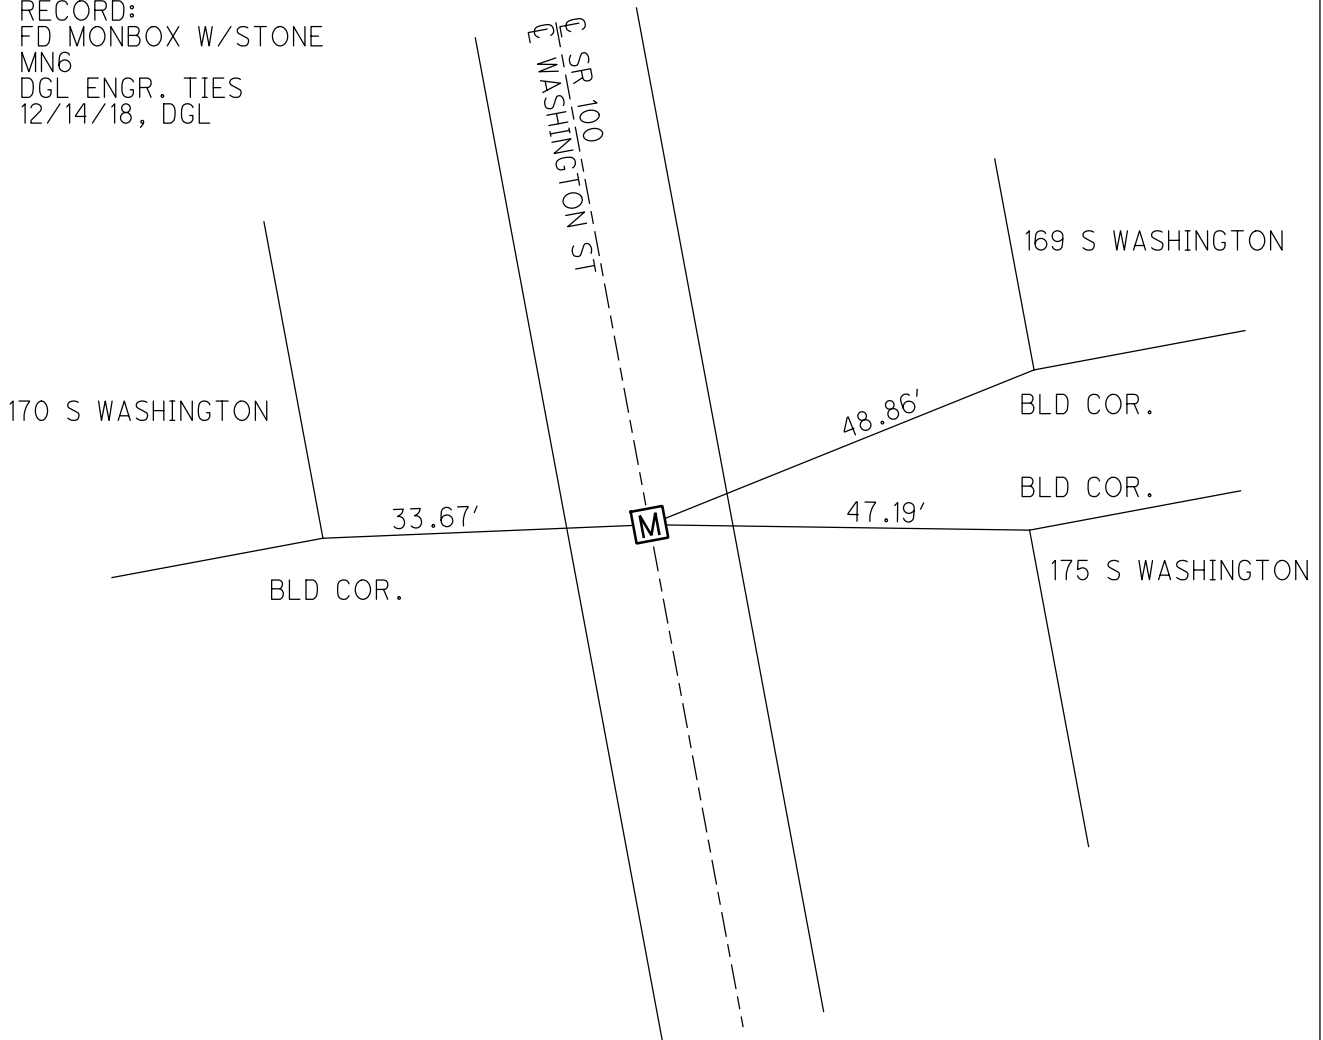 RECORD:
FD MONBOX W/STONE
MN6
DGL ENGR. TIES
12/14/18, DGL
℄ SR 100
℄ WASHINGTON ST
169 S WASHINGTON
170 S WASHINGTON
48.86'
BLD COR.
BLD COR.
33.67'
M
47.19'
175 S WASHINGTON
BLD COR.